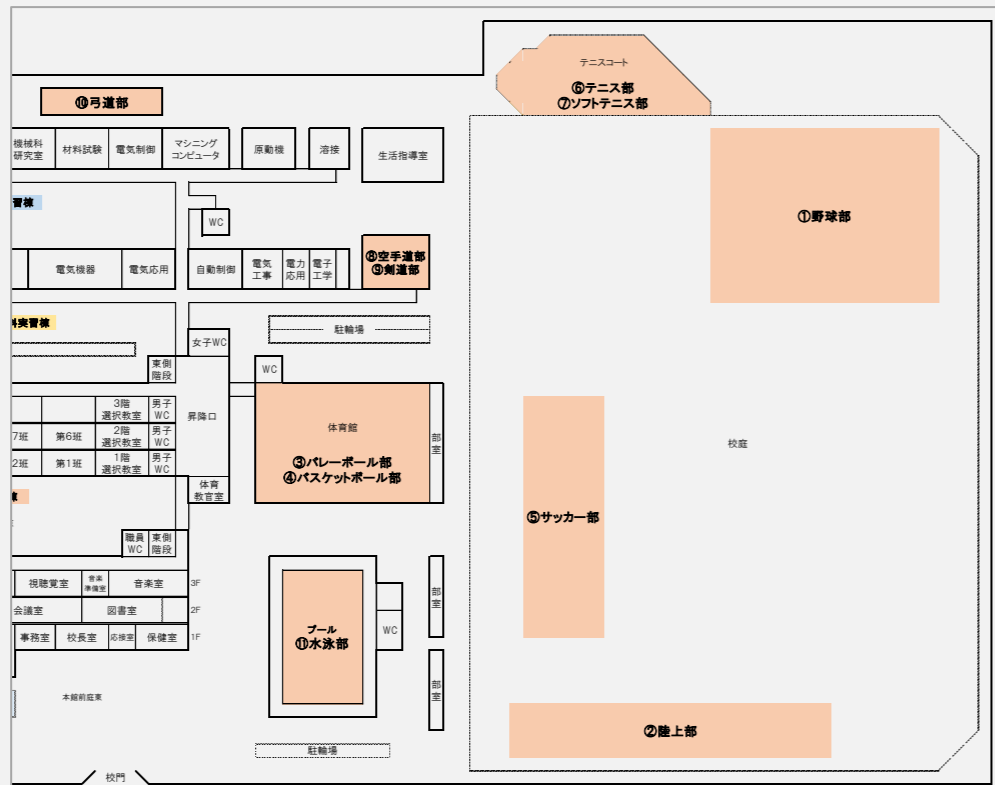 テニスコート
⑥テニス部
⑦ソフトテニス部
⑩弓道部
機械科
研究室
材料試験
電気制御
マシニング
コンピュータ
原動機
溶接
生活指導室
①野球部
習棟
WC
電気機器
電気応用
自動制御
電気
工事
電力
応用
電子
工学
⑧空手道部
⑨剣道部
科実習棟
駐輪場
女子WC
東側
階段
WC
昇降口
3階
選択教室
男子
WC
7班
第6班
2階
選択教室
男子
WC
2班
第1班
1階
選択教室
男子
WC
体育館
③バレーボール部
④バスケットボール部
部室
校庭
体育
教官室
棟
⑤サッカー部
職員
WC
東側
階段
視聴覚室
音楽
準備室
音楽室
3F
会議室
図書室
2F
事務室
校長室
応接室
保健室
1F
プール
⑪水泳部
WC
部室
部室
本館前庭東
②陸上部
駐輪場
校門